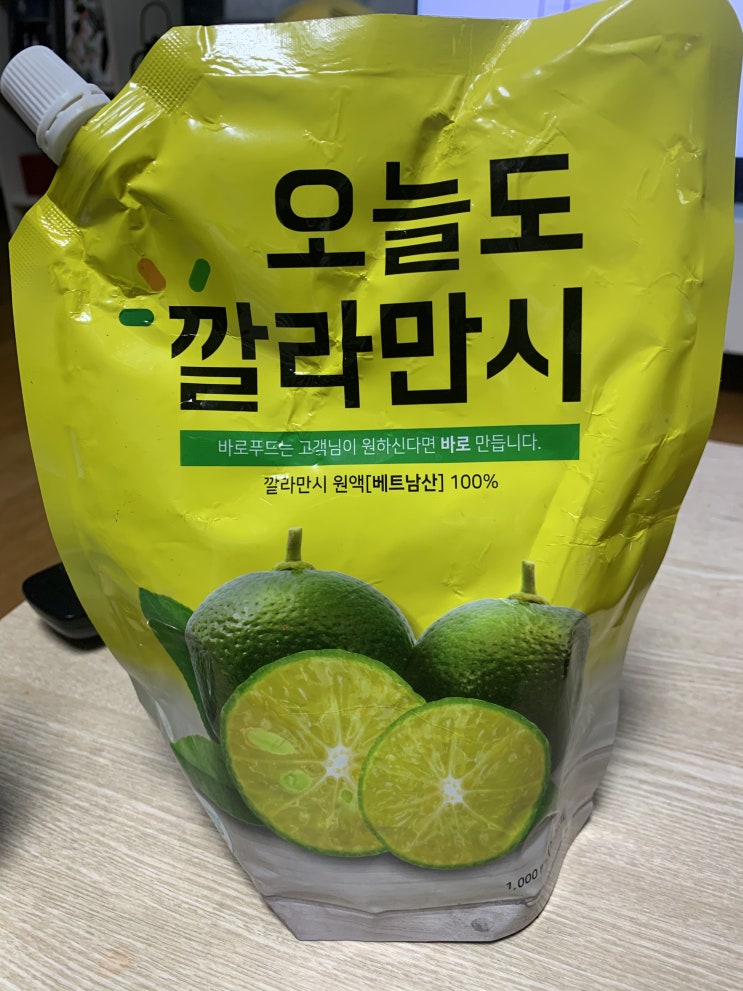 오늘도
깔라만시
바로푸드는 고객님이 원하신다면 바로 만듭니다.
깔라만시 원액[베트남산] 100%
1,000